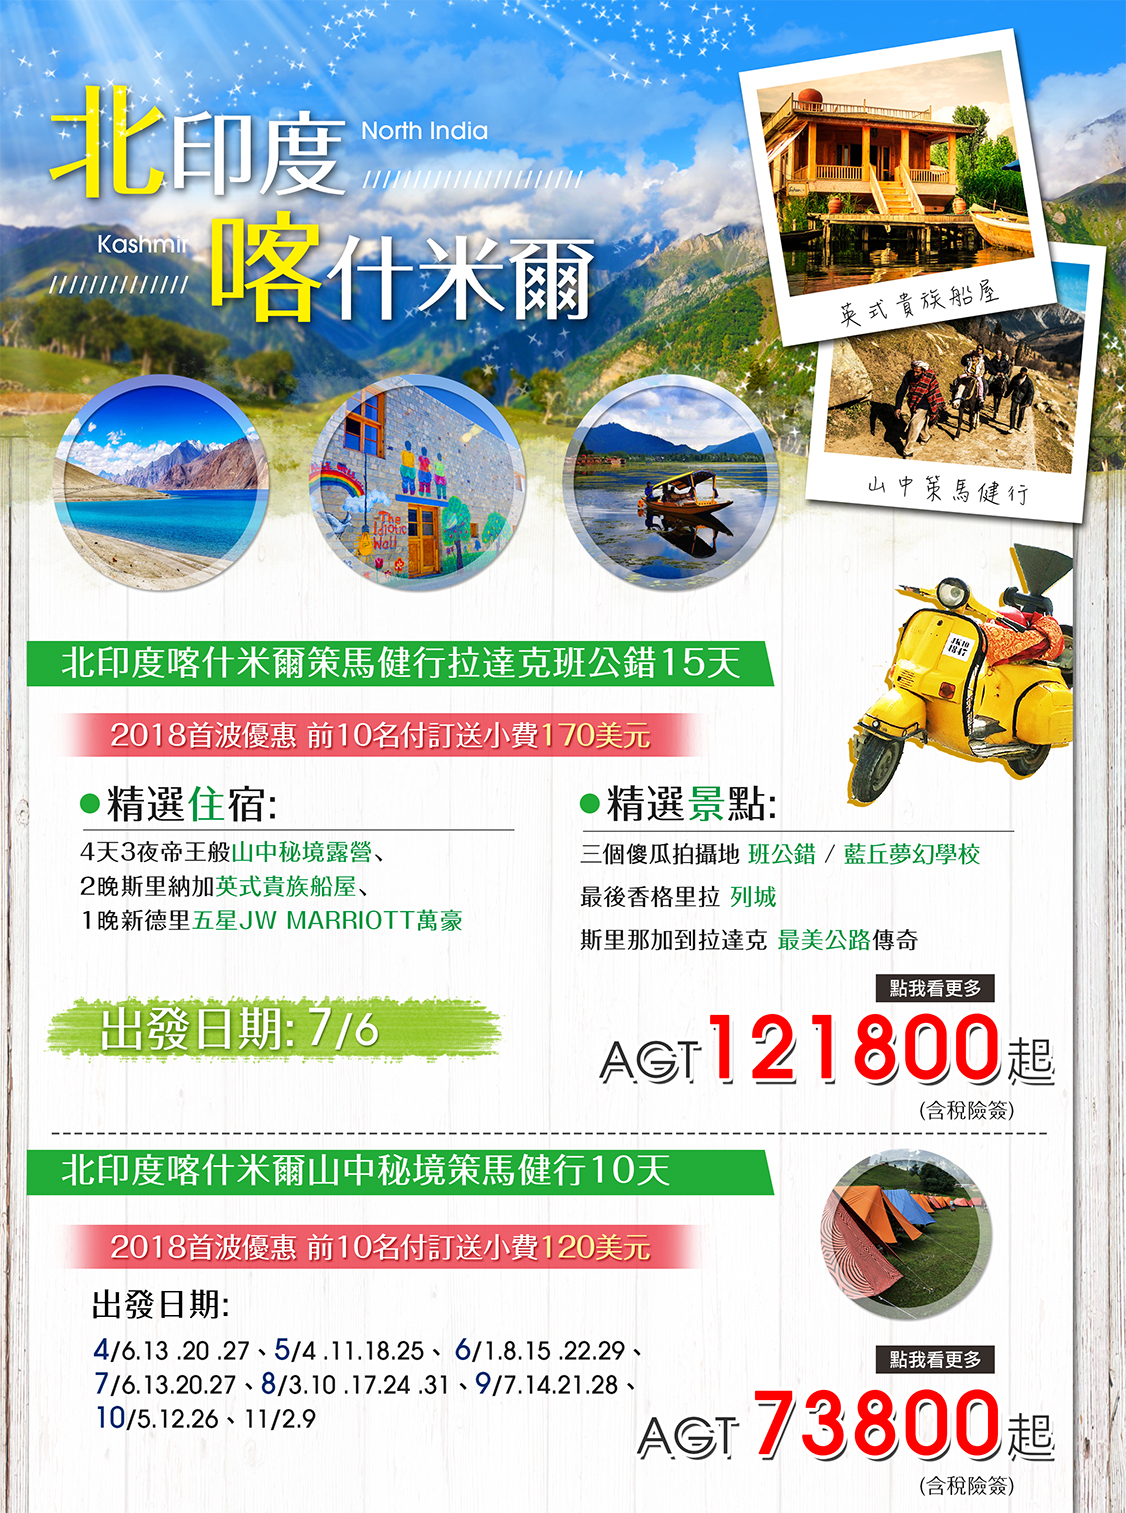 北印度 North India
Kashmir 喀什米爾
英式貴族船屋
山中策馬健行
The
Idiotic
Wall
JK10
4847
北印度喀什米爾策馬健行拉達克班公錯15天
2018首波優惠 前10名付訂送小費170美元
●精選住宿:
4天3夜帝王般山中秘境露營、
2晚斯里納加英式貴族船屋、
1晚新德里五星JW MARRIOTT萬豪
●精選景點:
三個傻瓜拍攝地 班公錯 / 藍丘夢幻學校
最後香格里拉 列城
斯里那加到拉達克 最美公路傳奇
點我看更多
出發日期: 7/6
AGT121800起
(含稅險簽)
北印度喀什米爾山中秘境策馬健行10天
2018首波優惠 前10名付訂送小費120美元
出發日期:
4/6.13 .20 .27、5/4 .11.18.25、 6/1.8.15 .22.29、
7/6.13.20.27、8/3.10 .17.24 .31、9/7.14.21.28、
10/5.12.26、11/2.9
點我看更多
AGT 73800起
(含稅險簽)